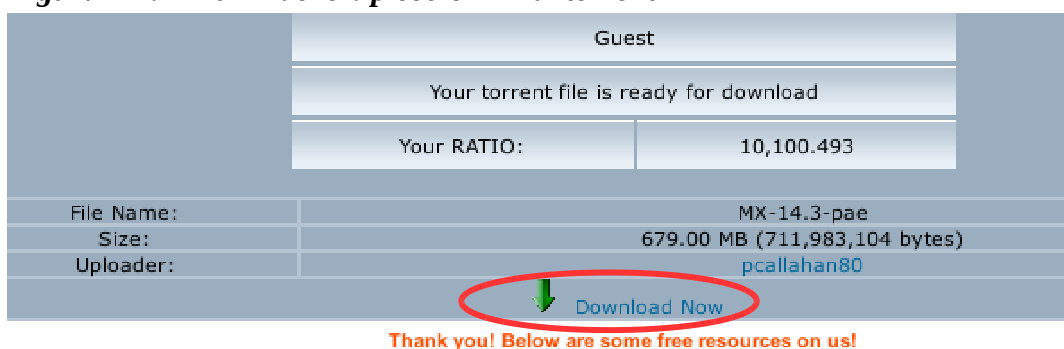 Guest
Your torrent file is ready for download
Your RATIO: 10,100.493
File Name: MX-14.3-pae
Size: 679.00 MB (711,983,104 bytes)
Uploader: pcallahan80
Download Now
Thank you! Below are some free resources on us!